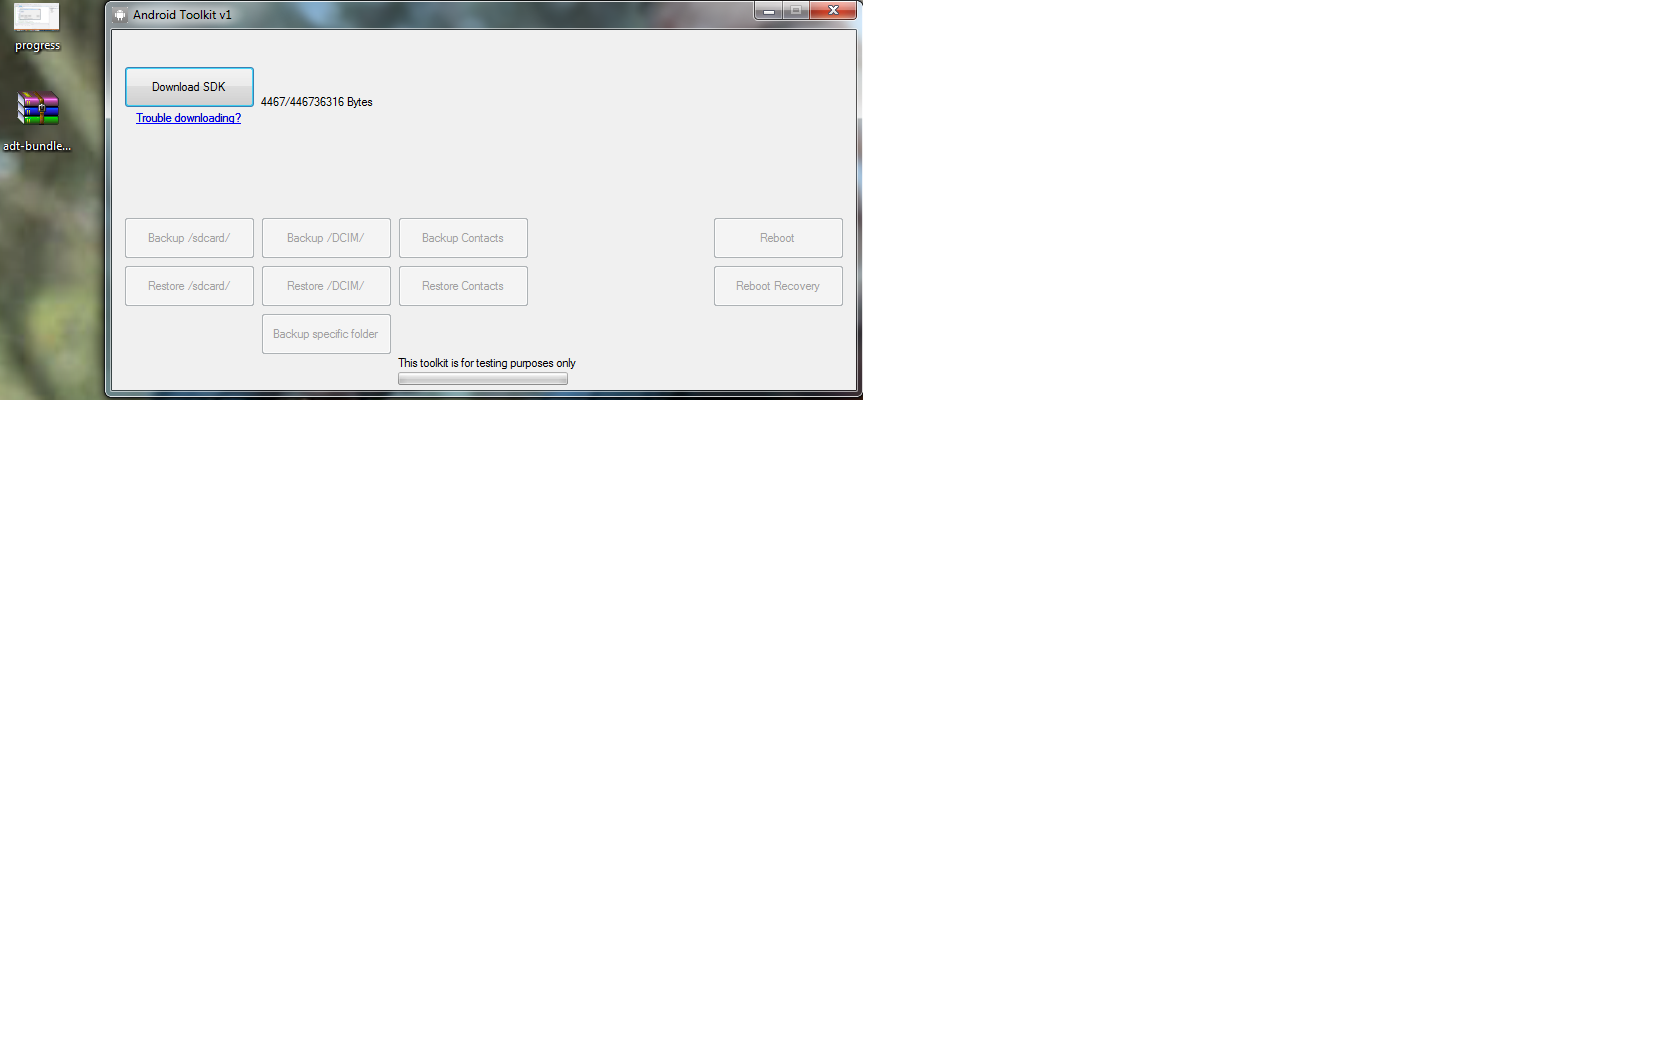 progress
adt-bundle...
Android Toolkit v1
Download SDK
4467/446736316 Bytes
Trouble downloading?
Backup /sdcard/
Backup /DCIM/
Backup Contacts
Reboot
Restore /sdcard/
Restore /DCIM/
Restore Contacts
Reboot Recovery
Backup specific folder
This toolkit is for testing purposes only